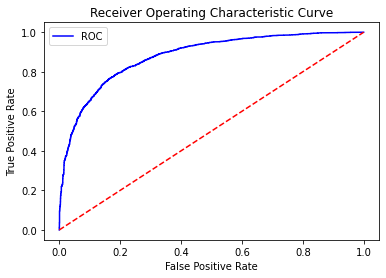 Receiver Operating Characteristic Curve
ROC
True Positive Rate
1.0
0.8
0.6
0.4
0.2
0.0
0.0 0.2 0.4 0.6 0.8 1.0
False Positive Rate